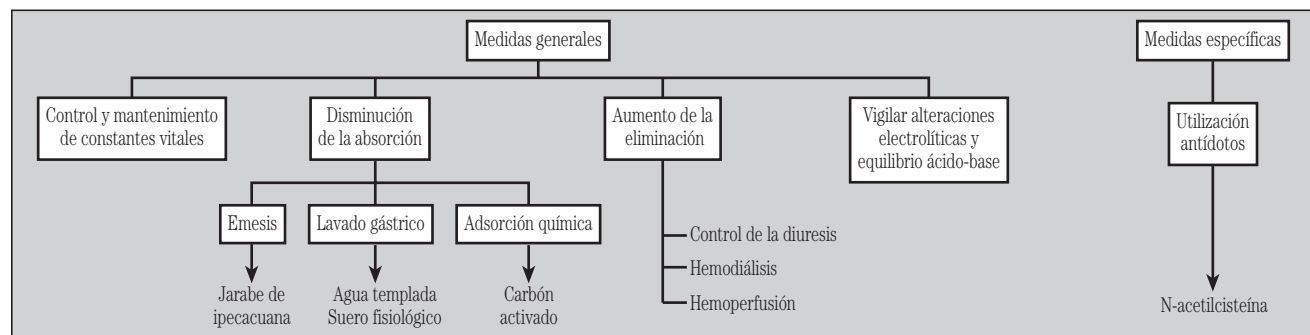 Medidas generales
Medidas específicas
Control y mantenimiento
de constantes vitales
Disminución
de la absorción
Aumento de la
eliminación
Vigilar alteraciones
electrolíticas y
equilibrio ácido-base
Utilización
antídotos
Emesis
Lavado gástrico
Adsorción química
Control de la diuresis
Hemodiálisis
Hemoperfusión
Jarabe de
ipecacuana
Agua templada
Suero fisiológico
Carbón
activado
N-acetilcisteína